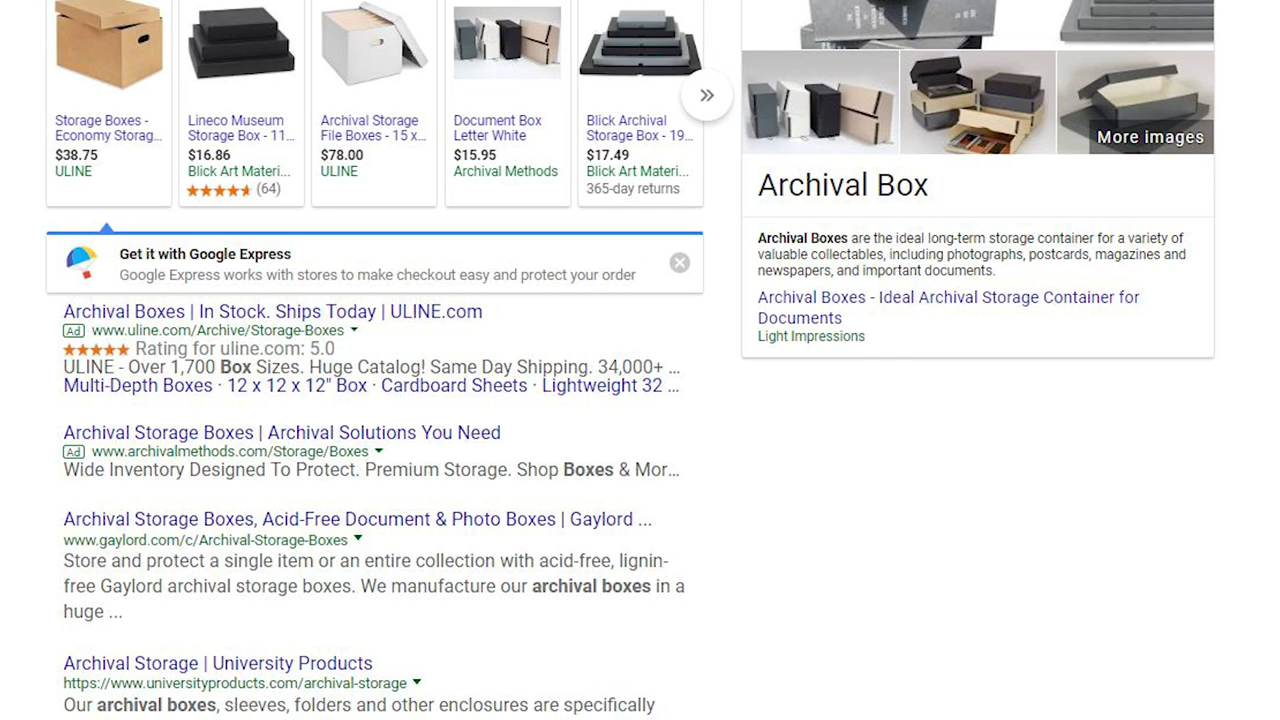 Storage Boxes -
Economy Storag...
$38.75
ULINE
Lineco Museum
Storage Box - 11...
$16.86
Blick Art Materi...
(64)
Archival Storage
File Boxes - 15 x...
$78.00
ULINE
Document Box
Letter White
$15.95
Archival Methods
Blick Archival
Storage Box - 19...
$17.49
Blick Art Materi...
365-day returns
»
Get it with Google Express
Google Express works with stores to make checkout easy and protect your order
Archival Boxes | In Stock. Ships Today | ULINE.com
Ad www.uline.com/Archive/Storage-Boxes
Rating for uline.com: 5.0
ULINE - Over 1,700 Box Sizes. Huge Catalog! Same Day Shipping. 34,000+ ...
Multi-Depth Boxes · 12 x 12 x 12" Box · Cardboard Sheets · Lightweight 32 ...
Archival Storage Boxes | Archival Solutions You Need
Ad www.archivalmethods.com/Storage/Boxes
Wide Inventory Designed To Protect. Premium Storage. Shop Boxes & Mor...
Archival Storage Boxes, Acid-Free Document & Photo Boxes | Gaylord ...
www.gaylord.com/c/Archival-Storage-Boxes
Store and protect a single item or an entire collection with acid-free, lignin-
free Gaylord archival storage boxes. We manufacture our archival boxes in a
huge ...
Archival Storage | University Products
https://www.universityproducts.com/archival-storage
Our archival boxes, sleeves, folders and other enclosures are specifically
More images
Archival Box
Archival Boxes are the ideal long-term storage container for a variety of
valuable collectables, including photographs, postcards, magazines and
newspapers, and important documents.
Archival Boxes - Ideal Archival Storage Container for
Documents
Light Impressions